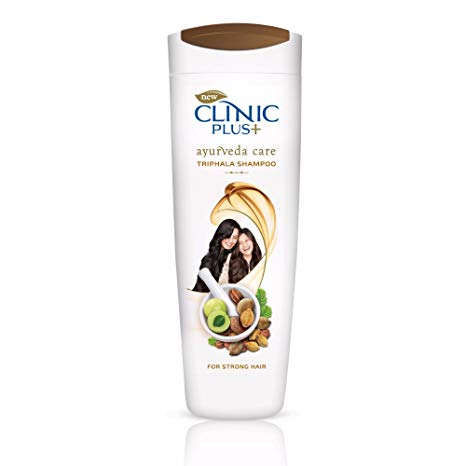 new
CLINIC
PLUS+
ayurveda care
TRIPHALA SHAMPOO
FOR STRONG HAIR